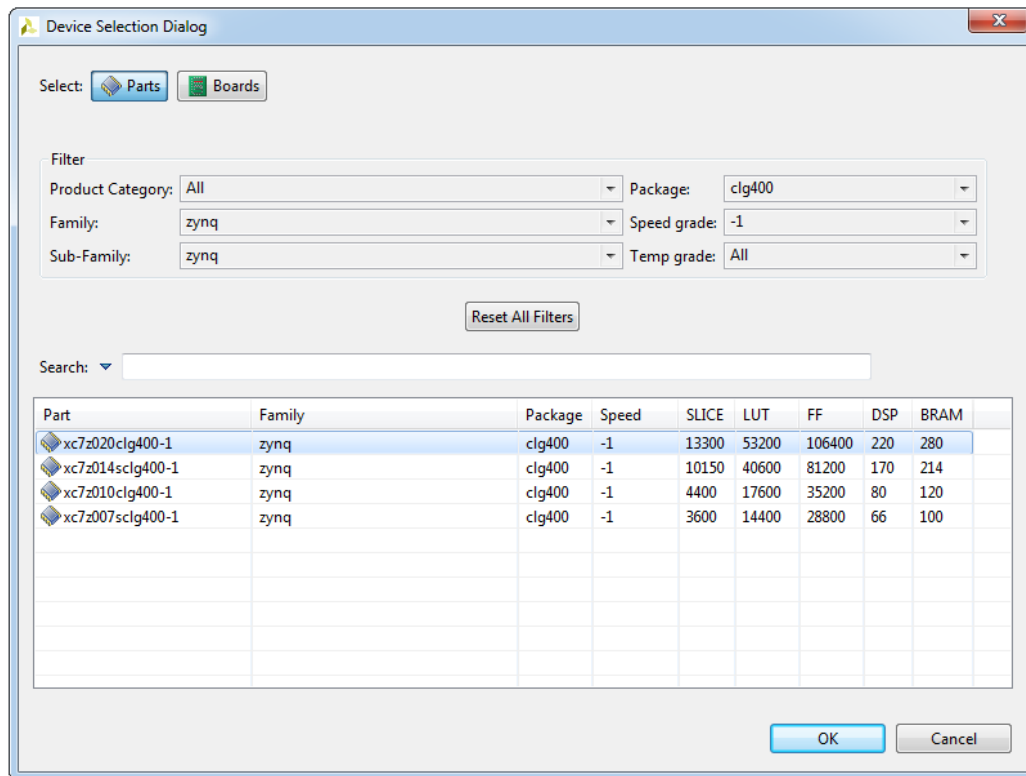 Device Selection Dialog
Select: Parts Boards
Filter
Product Category: All Package: clg400
Family: zynq Speed grade: -1
Sub-Family: zynq Temp grade: All
Reset All Filters
Search:
Part Family Package Speed SLICE LUT FF DSP BRAM
xc7z020clg400-1 zynq clg400 -1 13300 53200 106400 220 280
xc7z014sclg400-1 zynq clg400 -1 10150 40600 81200 170 214
xc7z010clg400-1 zynq clg400 -1 4400 17600 35200 80 120
xc7z007sclg400-1 zynq clg400 -1 3600 14400 28800 66 100
OK Cancel